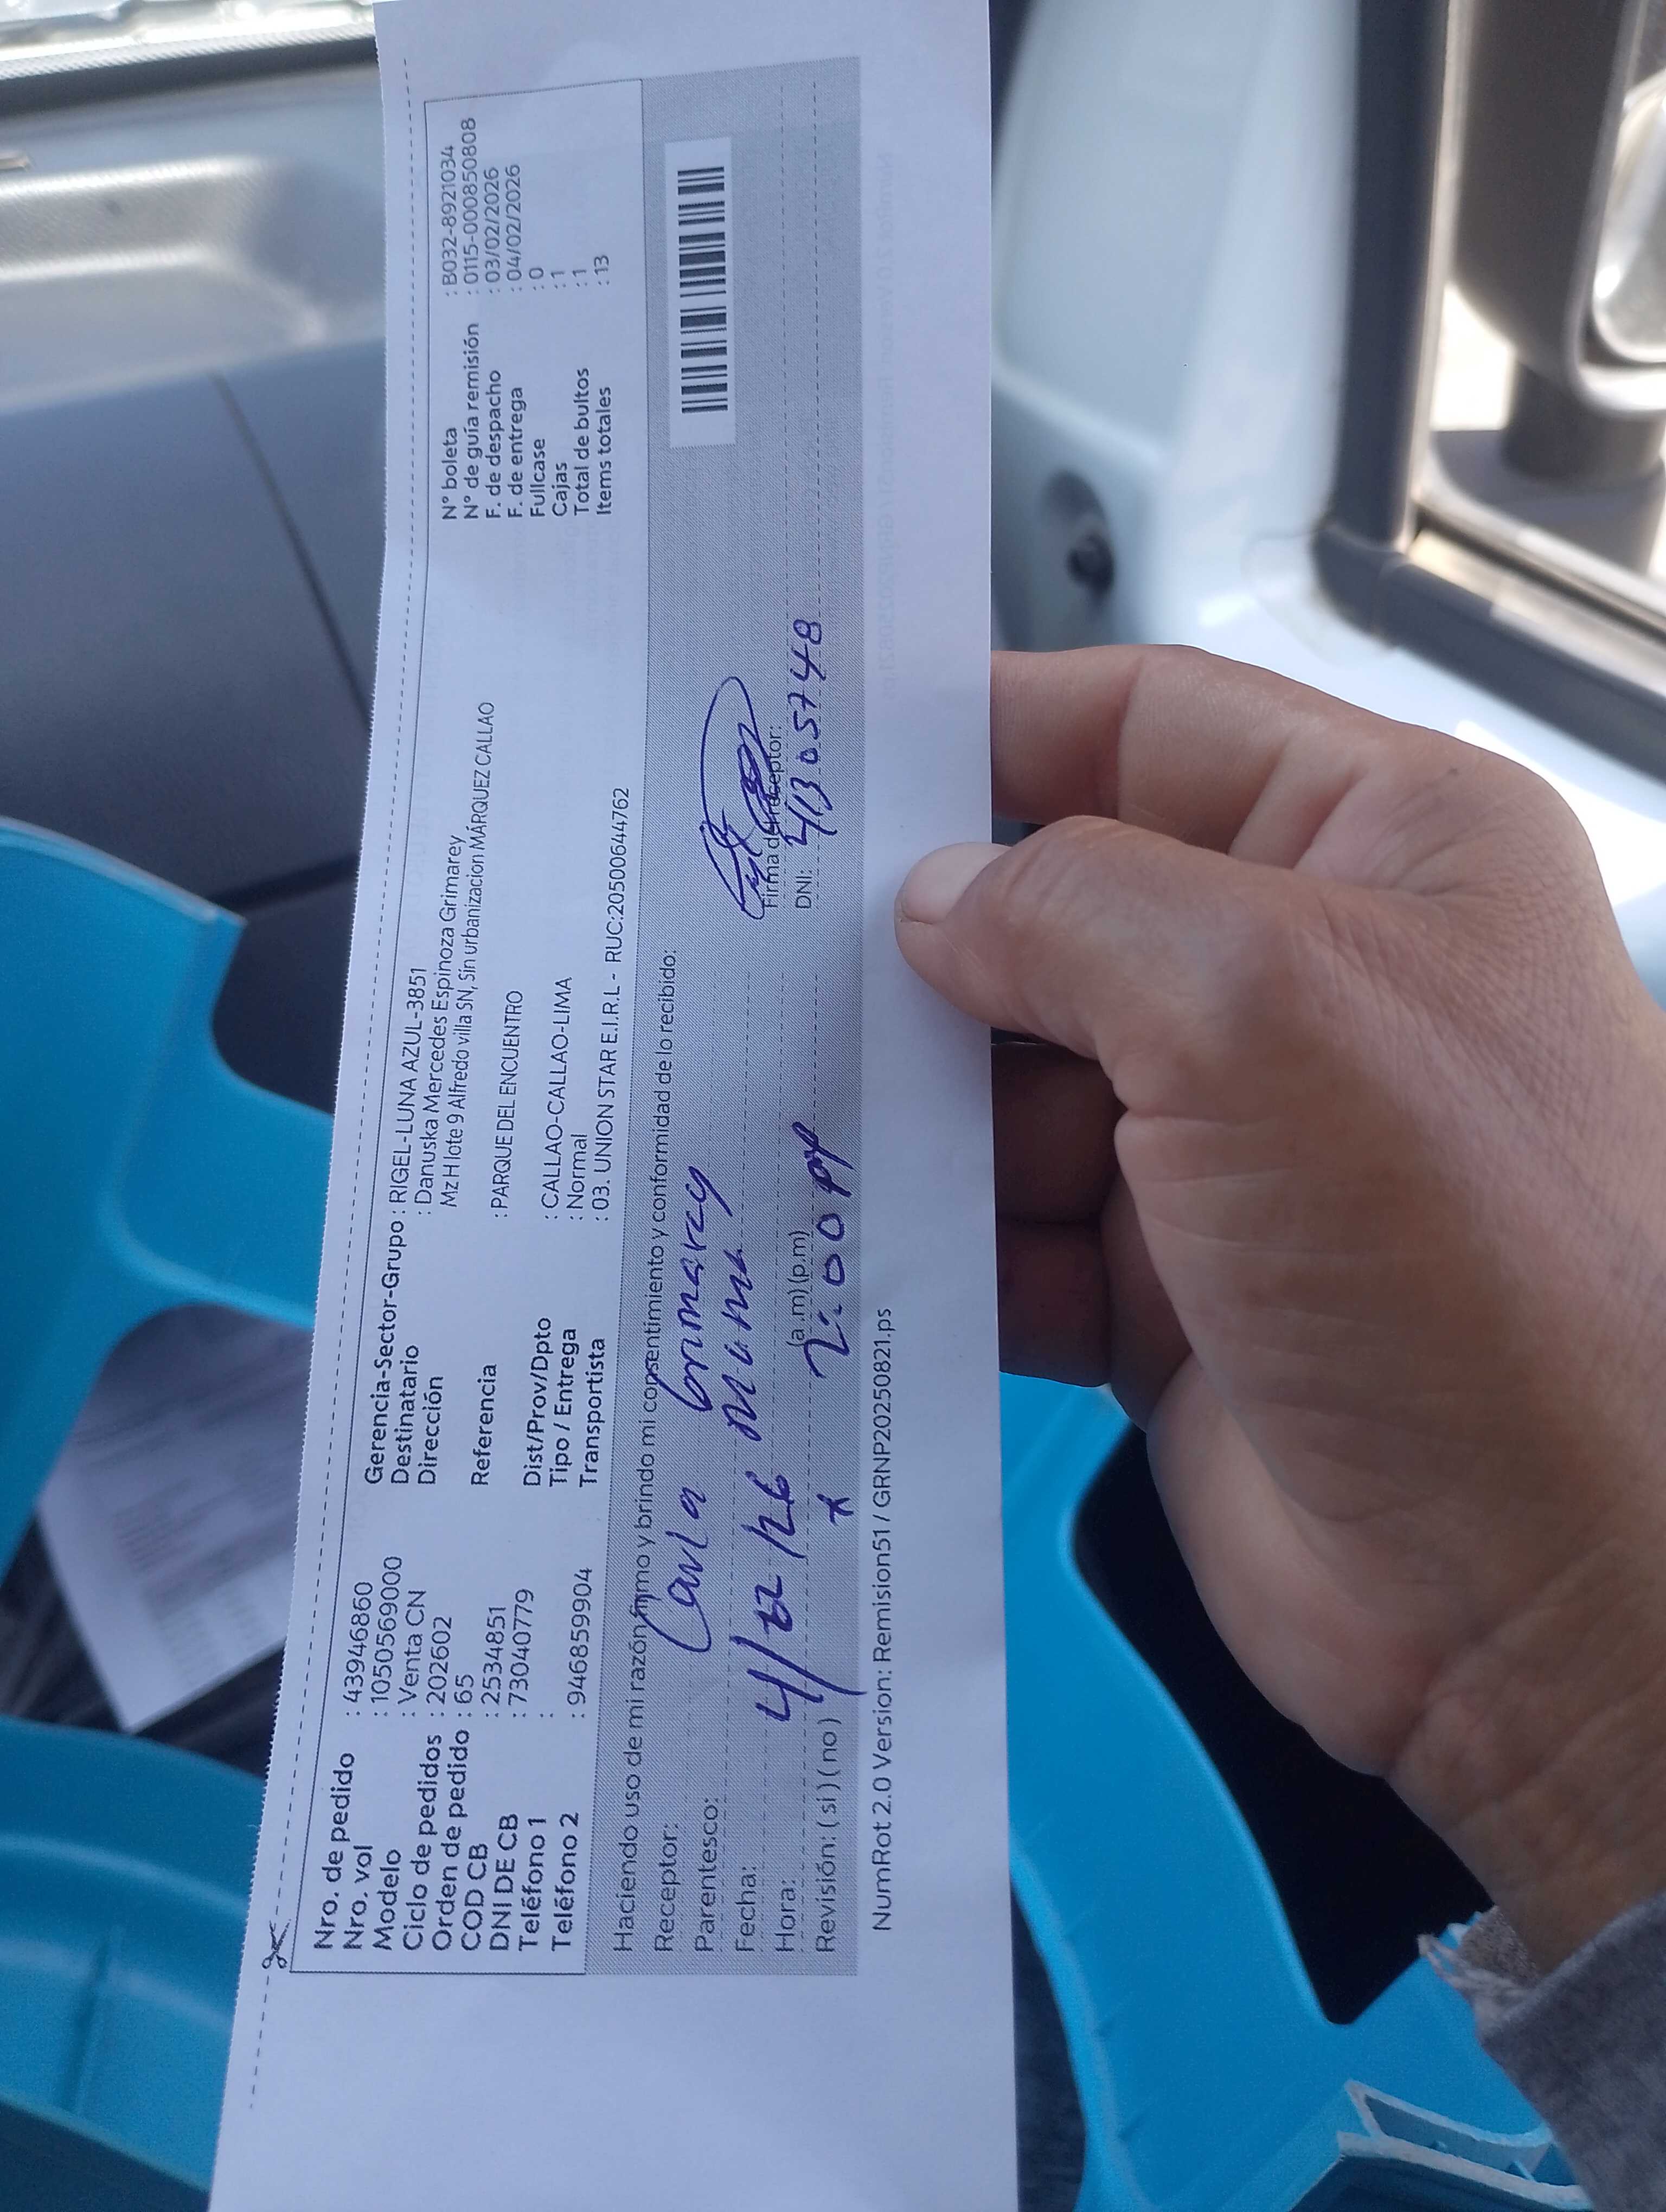 Nro. de pedido : 43946860
Nro. vol : 1050569000
Modelo : Venta CN
Ciclo de pedidos : 202602
Orden de pedido : 65
COD CB : 2534851
DNI DE CB : 73040779
Teléfono 1 :
Teléfono 2 : 946859904
Gerencia-Sector-Grupo : RIGEL-LUNA AZUL-3851
Destinatario : Danuska Mercedes Espinoza Grimarey
Dirección Mz H lote 9 Alfredo villa SN, Sin urbanizacion MÁRQUEZ CALLAO
Referencia : PARQUE DEL ENCUENTRO
Dist/Prov/Dpto : CALLAO-CALLAO-LIMA
Tipo / Entrega : Normal
Transportista : 03. UNION STAR E.I.R.L - RUC:20500644762
N° boleta : B032-8921034
N° de guía remisión : 0115-0008508​08
F. de despacho : 03/02/2026
F. de entrega : 04/02/2026
Fullcase : 0
Cajas : 1
Total de bultos : 1
Items totales : 13
Haciendo uso de mi razón firmo y brindo mi consentimiento y conformidad de lo recibido:
Receptor: Carla Grimarey
Parentesco: Mama
Fecha: 4/02/26
Hora: 2:00 pm (a.m) (p.m)
Revisión: ( si ) ( no ) x
Firma del receptor:
DNI: 41305748
NumRot 2.0 Version: Remision51 / GRNP20250821.ps